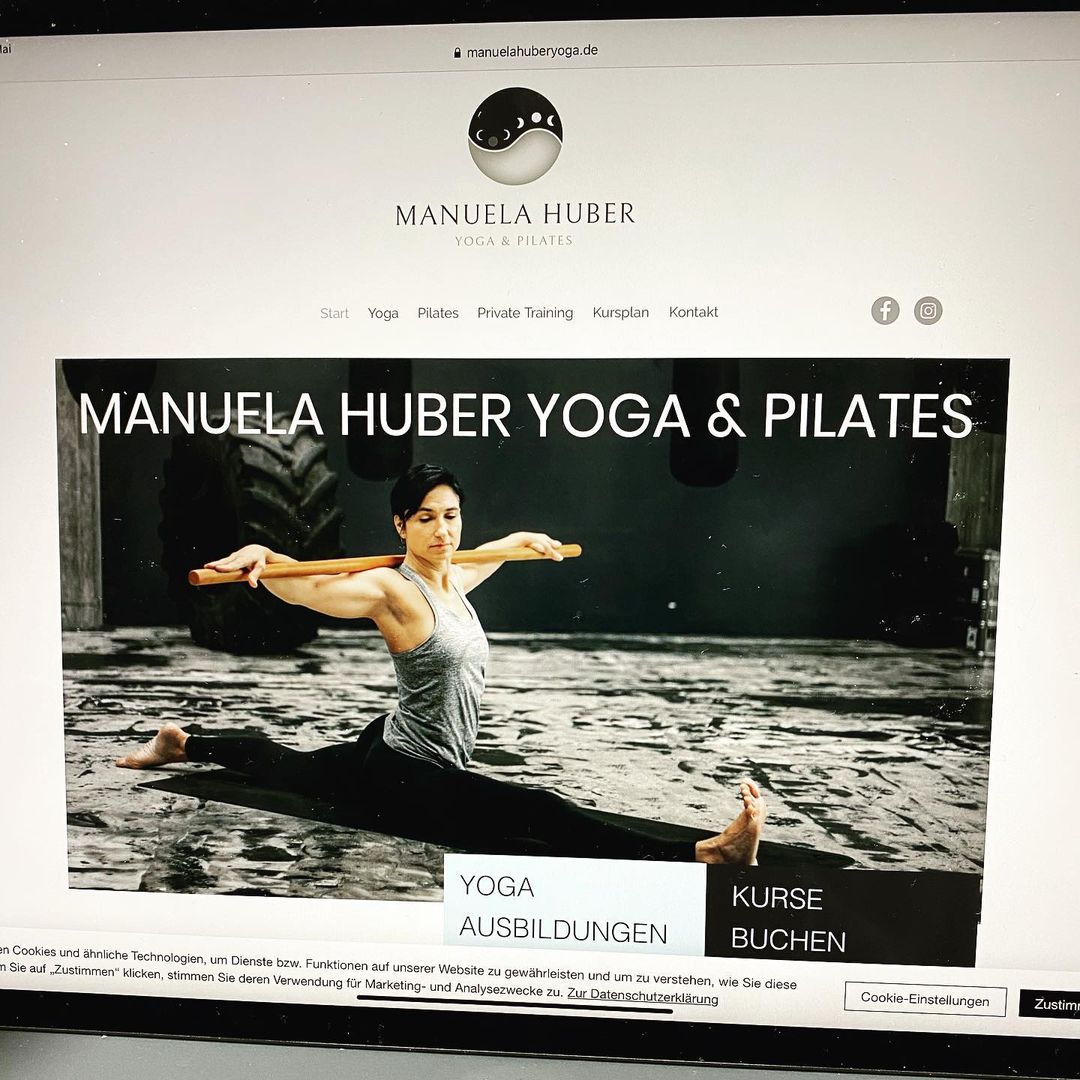 manuelahuberyoga.de
MANUELA HUBER
YOGA & PILATES
Start Yoga Pilates Private Training Kursplan Kontakt
MANUELA HUBER YOGA & PILATES
YOGA
AUSBILDUNGEN
KURSE
BUCHEN
Cookies und ähnliche Technologien, um Dienste bzw. Funktionen auf unserer Website zu gewährleisten und um zu verstehen, wie Sie diese
Sie auf „Zustimmen“ klicken, stimmen Sie deren Verwendung für Marketing- und Analysezwecke zu. Zur Datenschutzerklärung
Cookie-Einstellungen